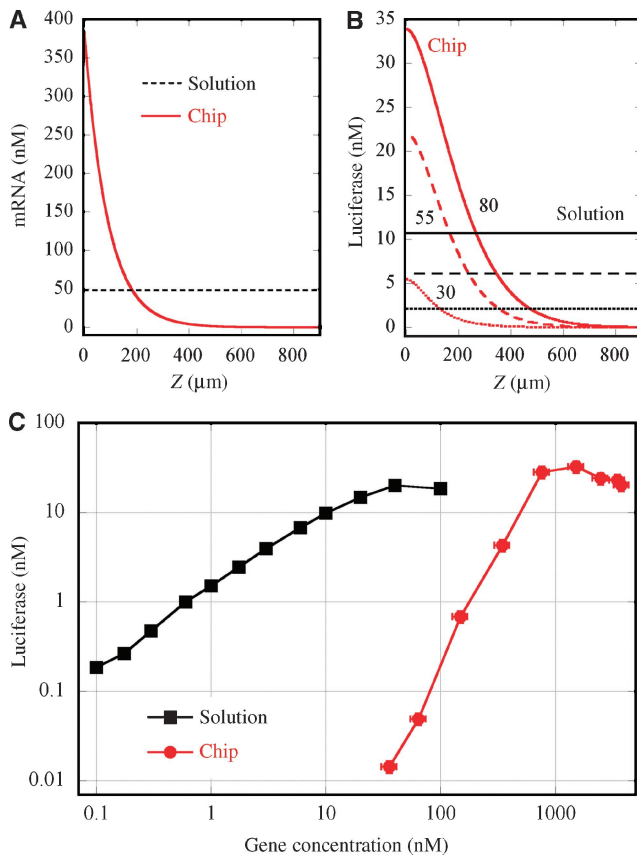 A
400
350
300
250
200
150
100
50
0
mRNA (nM)
Solution
Chip
0
200
400
600
800
Z (μm)
B
35
30
25
20
15
10
5
0
Luciferase (nM)
Chip
80
55
Solution
30
0
200
400
600
800
Z (μm)
C
100
10
1
0.1
0.01
Luciferase (nM)
Solution
Chip
0.1
1
10
100
1000
Gene concentration (nM)